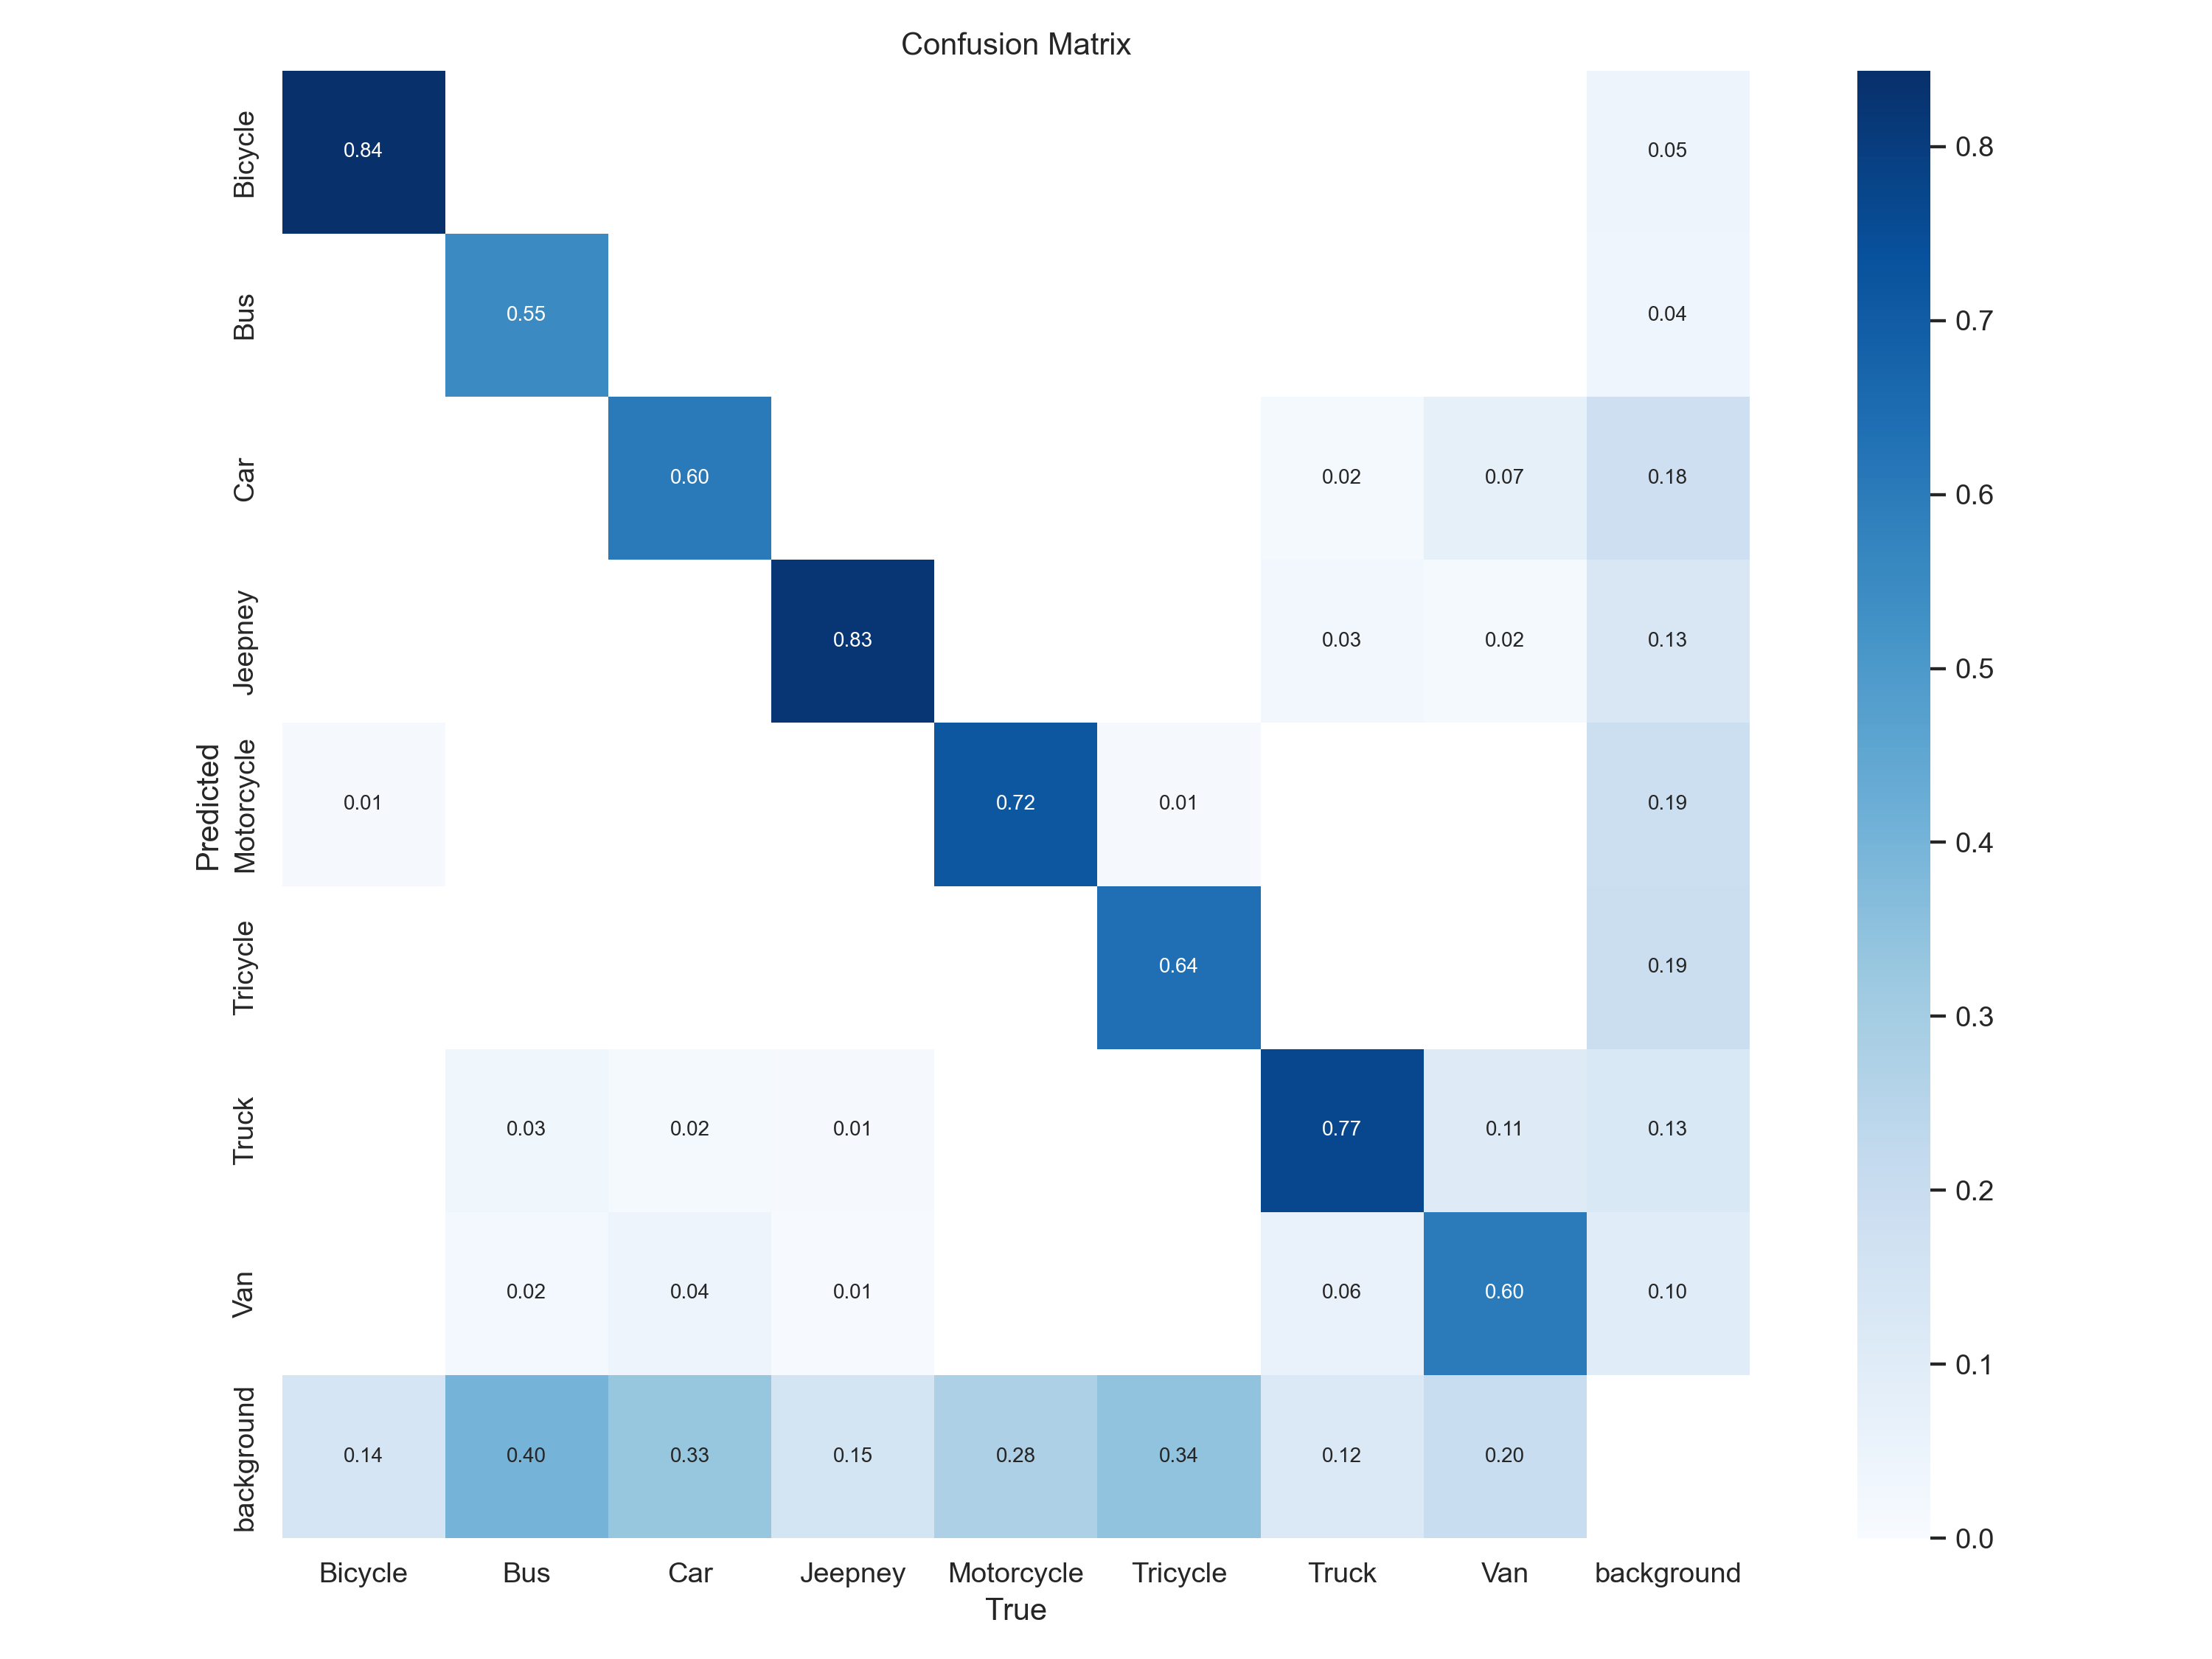 Confusion Matrix
Bicycle
0.84
0.05
0.8
Bus
0.55
0.04
0.7
Car
0.60
0.02
0.07
0.18
0.6
Jeepney
0.83
0.03
0.02
0.13
0.5
Predicted
Motorcycle
0.01
0.72
0.01
0.19
0.4
Tricycle
0.64
0.19
0.3
Truck
0.03
0.02
0.01
0.77
0.11
0.13
0.2
Van
0.02
0.04
0.01
0.06
0.60
0.10
0.1
background
0.14
0.40
0.33
0.15
0.28
0.34
0.12
0.20
0.0
Bicycle
Bus
Car
Jeepney
Motorcycle
Tricycle
Truck
Van
background
True